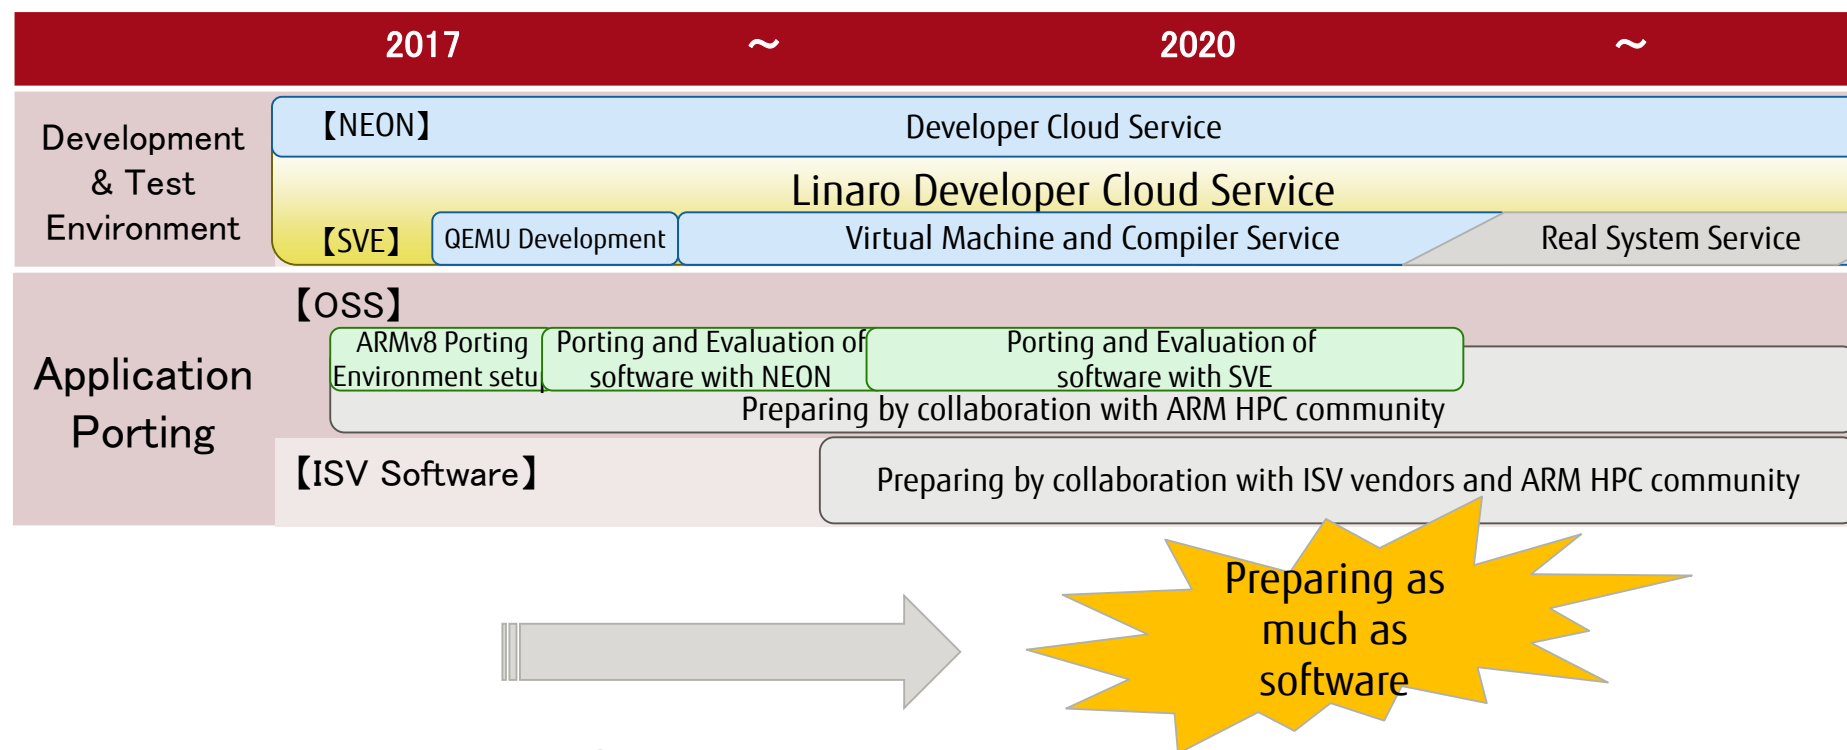 2017 ～ 2020 ～
Development
& Test
Environment
【NEON】 Developer Cloud Service
Linaro Developer Cloud Service
【SVE】 QEMU Development Virtual Machine and Compiler Service Real System Service
Application
Porting
【OSS】
ARMv8 Porting
Environment setu
Porting and Evaluation of
software with NEON
Porting and Evaluation of
software with SVE
Preparing by collaboration with ARM HPC community
【ISV Software】 Preparing by collaboration with ISV vendors and ARM HPC community
Preparing as
much as
software